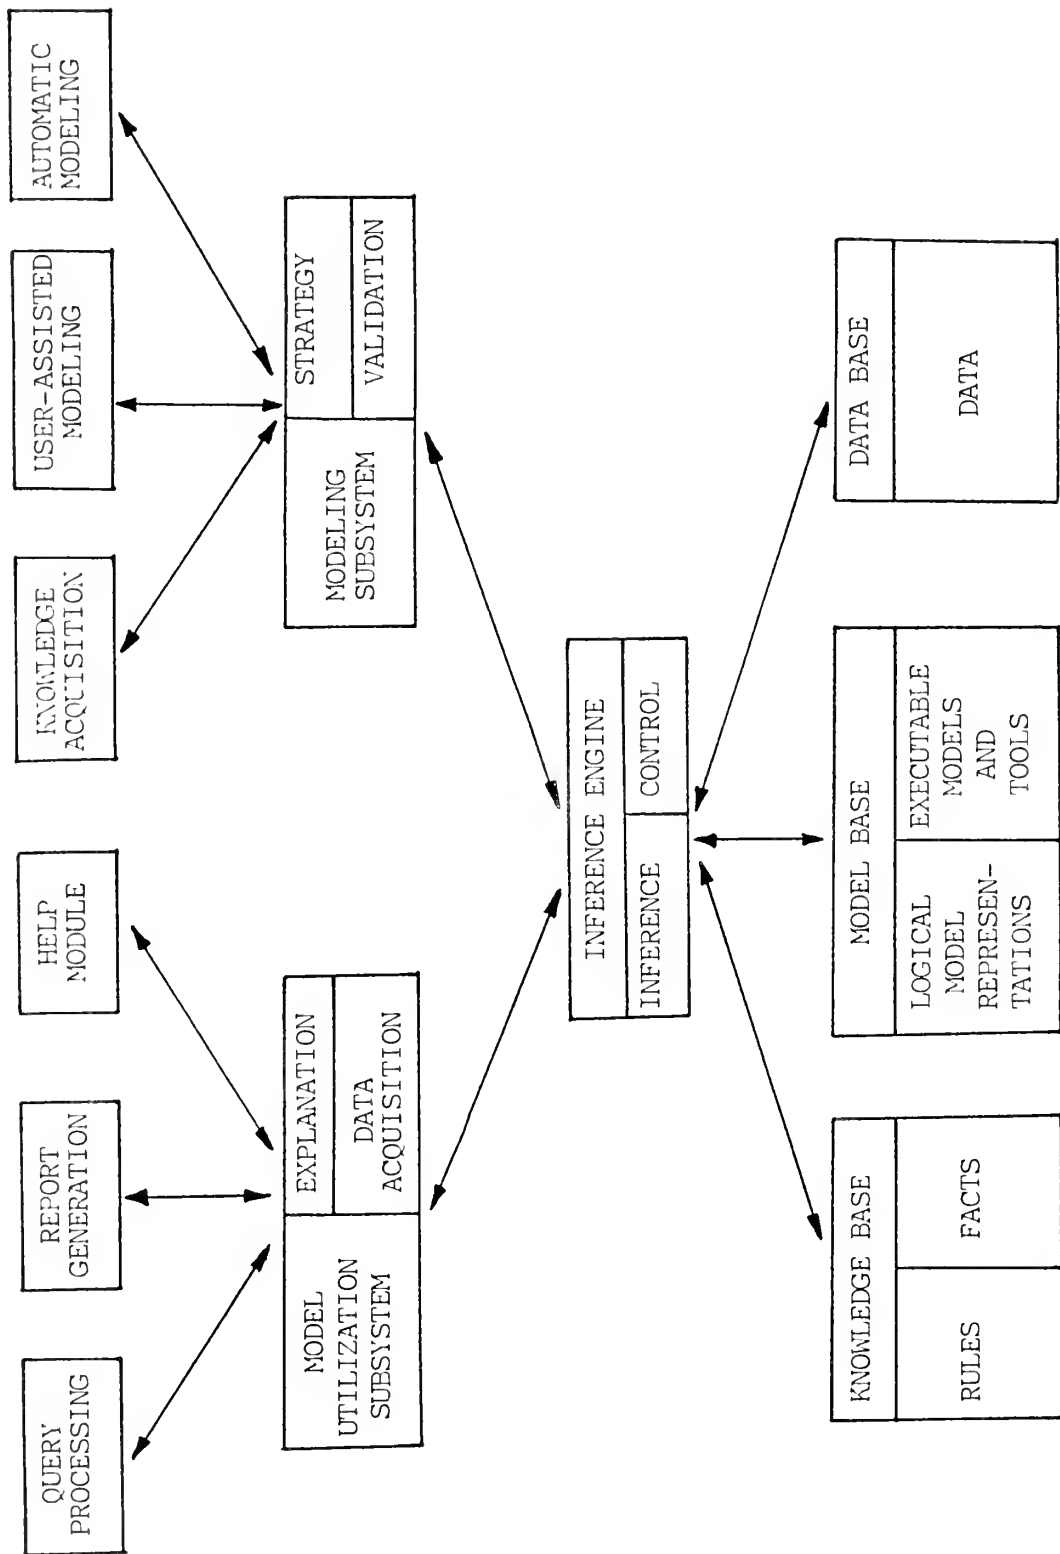 QUERY
PROCESSING
REPORT
GENERATION
HELP
MODULE
KNOWLEDGE
ACQUISITION
USER-ASSISTED
MODELING
AUTOMATIC
MODELING
MODEL
UTILIZATION
SUBSYSTEM
EXPLANATION
DATA
ACQUISITION
MODELING
SUBSYSTEM
STRATEGY
VALIDATION
INFERENCE ENGINE
INFERENCE
CONTROL
KNOWLEDGE BASE
RULES
FACTS
MODEL BASE
LOGICAL
MODEL
REPRESEN-
TATIONS
EXECUTABLE
MODELS
AND
TOOLS
DATA BASE
DATA